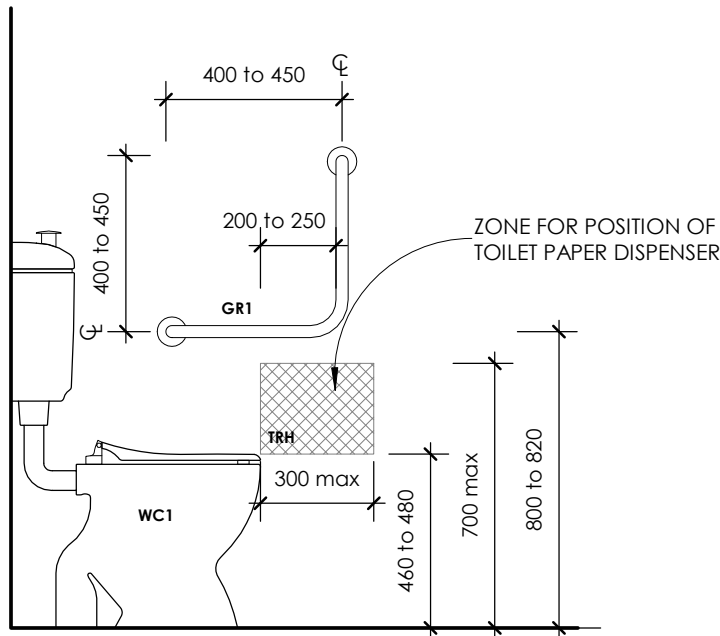 400 to 450
℄
400 to 450
200 to 250
ZONE FOR POSITION OF
TOILET PAPER DISPENSER
GR1
℄
TRH
300 max
WC1
460 to 480
700 max
800 to 820